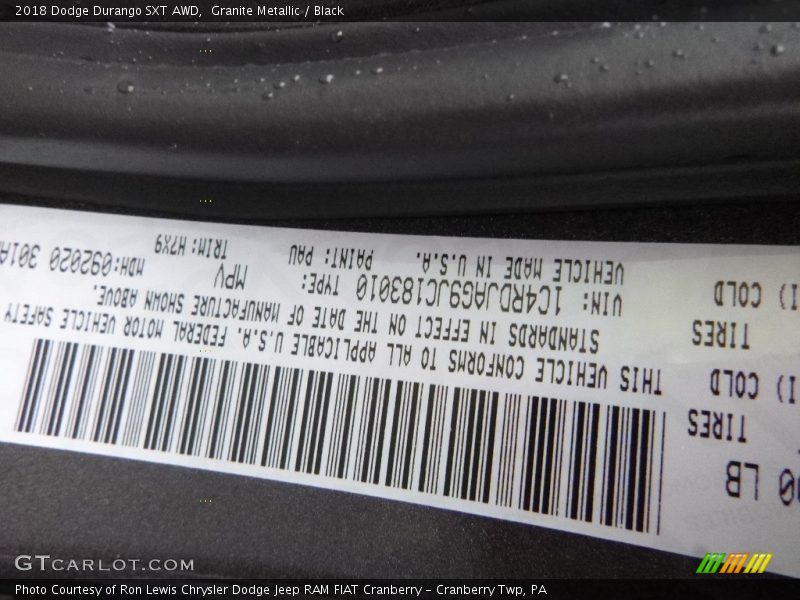 2018 Dodge Durango SXT AWD,  Granite Metallic / Black
00 LB
TIRES
I) COLD
TIRES
I) COLD
THIS VEHICLE CONFORMS TO ALL APPLICABLE U.S.A. FEDERAL MOTOR VEHICLE SAFETY
STANDARDS IN EFFECT ON THE DATE OF MANUFACTURE SHOWN ABOVE.
VIN: 1C4RDJAG9JC183010 TYPE: MPV
VEHICLE MADE IN U.S.A. PAINT: PAU TRIM: H7X9 MDH:092020 301A
GTCARLOT.COM
Photo Courtesy of Ron Lewis Chrysler Dodge Jeep RAM FIAT Cranberry - Cranberry Twp, PA